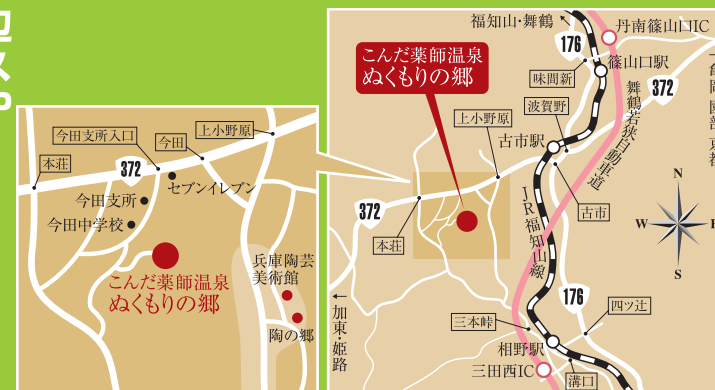 福知山・舞鶴
丹南篠山口IC
176
篠山口駅
味間新
372
こんだ薬師温泉
ぬくもりの郷
波賀野
舞鶴若狭自動車道
上小野原
古市駅
372
本荘
古市
JR福知山線
N
W
S
176
←加東・姫路
三本峠
四ツ辻
相野駅
三田西IC
溝口
今田支所入口
今田
上小野原
本荘
372
セブンイレブン
今田支所
今田中学校
こんだ薬師温泉
ぬくもりの郷
兵庫陶芸
美術館
陶の郷